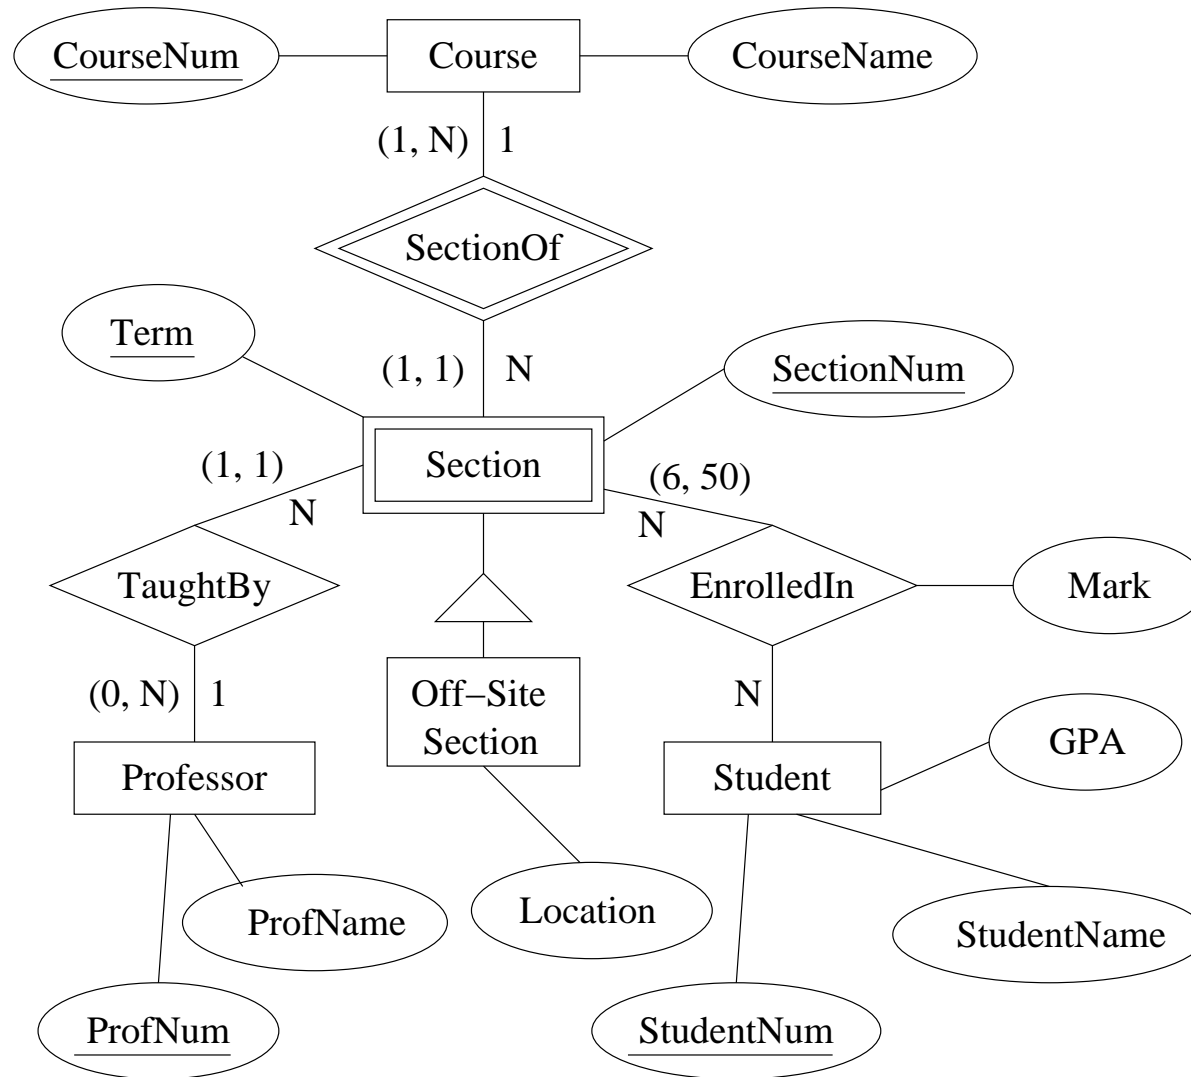 CourseNum
Course
CourseName
(1, N)
1
SectionOf
Term
(1, 1)
N
SectionNum
(1, 1)
N
Section
(6, 50)
N
TaughtBy
EnrolledIn
Mark
(0, N)
1
Off-Site
Section
N
GPA
Professor
Student
ProfName
Location
StudentName
ProfNum
StudentNum